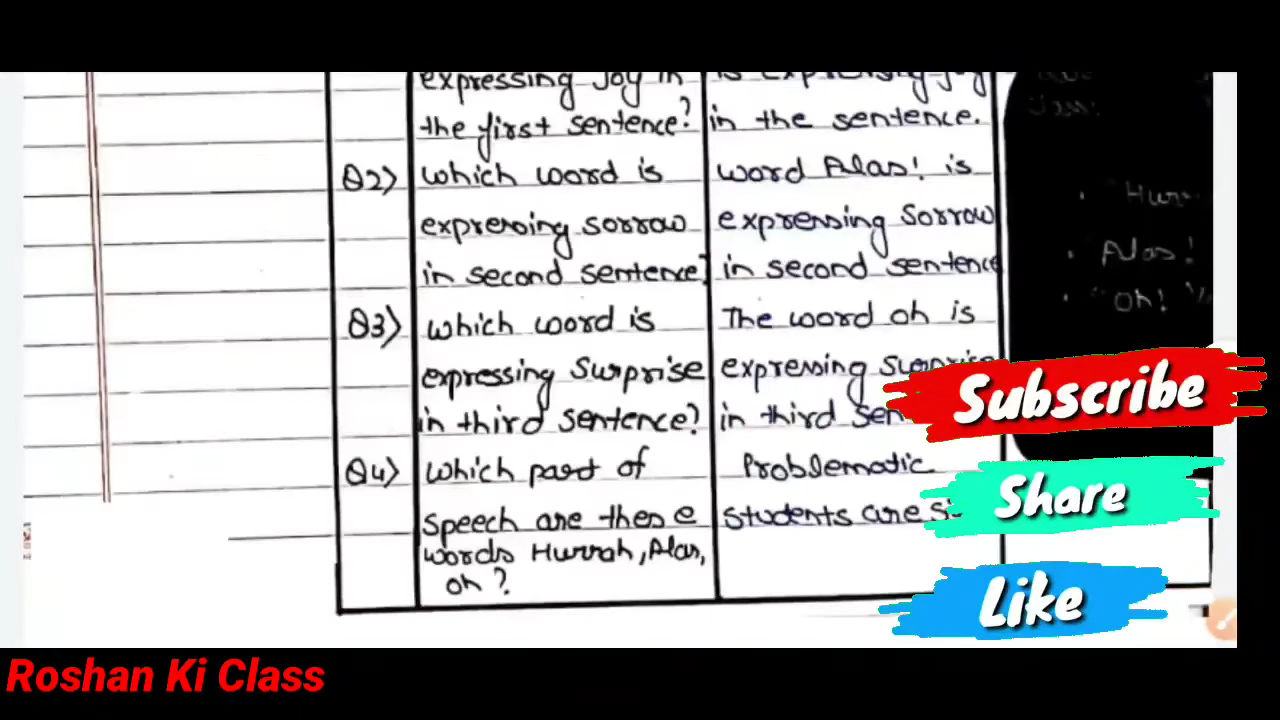 expressing Joy in
the first sentence?
in the sentence.
Q2) which word is
expressing sorrow
in second sentence?
word Alas! is
expressing Sorrow
in second sentence
Q3) which word is
expressing Surprise
in third sentence?
The word oh is
expressing surprise
in third
Q4) which part of
speech are these
words Hurrah, Alas,
oh?
Problematic
students are
Alas!
"Oh!
Subscribe
Share
Like
Roshan Ki Class